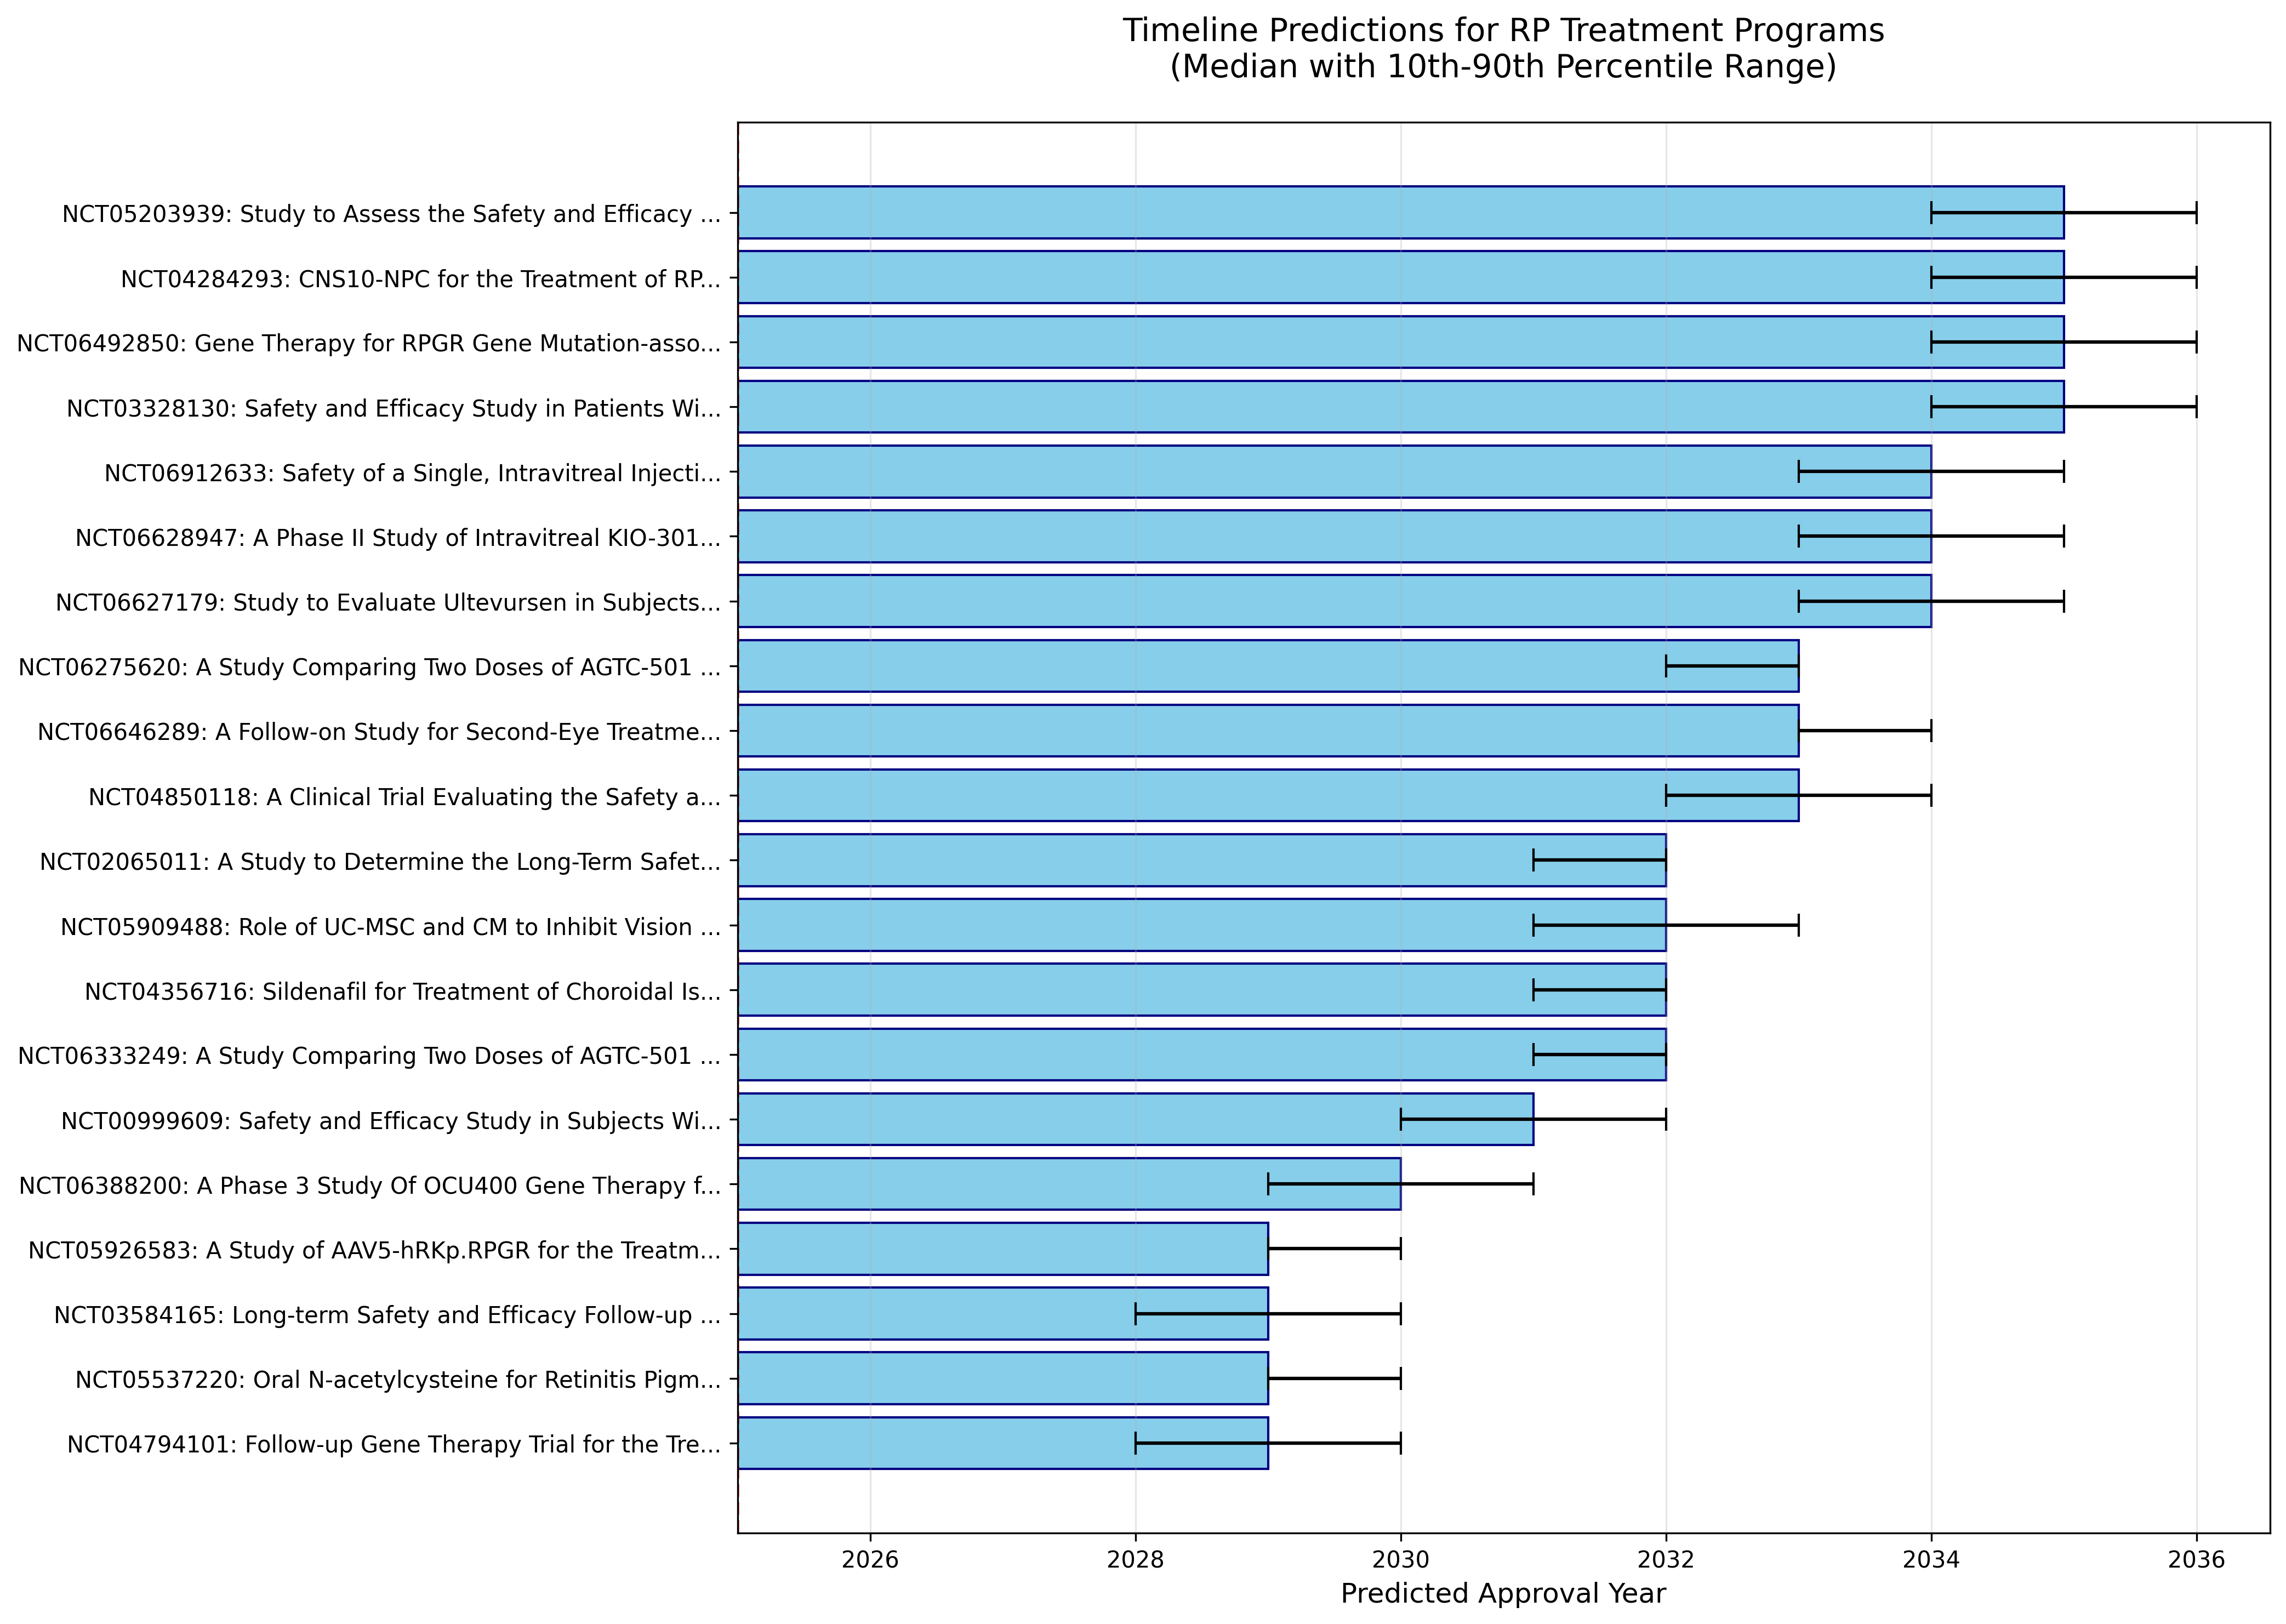 Timeline Predictions for RP Treatment Programs
(Median with 10th-90th Percentile Range)
NCT05203939: Study to Assess the Safety and Efficacy ...
NCT04284293: CNS10-NPC for the Treatment of RP...
NCT06492850: Gene Therapy for RPGR Gene Mutation-asso...
NCT03328130: Safety and Efficacy Study in Patients Wi...
NCT06912633: Safety of a Single, Intravitreal Injecti...
NCT06628947: A Phase II Study of Intravitreal KIO-301...
NCT06627179: Study to Evaluate Ultevursen in Subjects...
NCT06275620: A Study Comparing Two Doses of AGTC-501 ...
NCT06646289: A Follow-on Study for Second-Eye Treatme...
NCT04850118: A Clinical Trial Evaluating the Safety a...
NCT02065011: A Study to Determine the Long-Term Safet...
NCT05909488: Role of UC-MSC and CM to Inhibit Vision ...
NCT04356716: Sildenafil for Treatment of Choroidal Is...
NCT06333249: A Study Comparing Two Doses of AGTC-501 ...
NCT00999609: Safety and Efficacy Study in Subjects Wi...
NCT06388200: A Phase 3 Study Of OCU400 Gene Therapy f...
NCT05926583: A Study of AAV5-hRKp.RPGR for the Treatm...
NCT03584165: Long-term Safety and Efficacy Follow-up ...
NCT05537220: Oral N-acetylcysteine for Retinitis Pigm...
NCT04794101: Follow-up Gene Therapy Trial for the Tre...
2026 2028 2030 2032 2034 2036
Predicted Approval Year